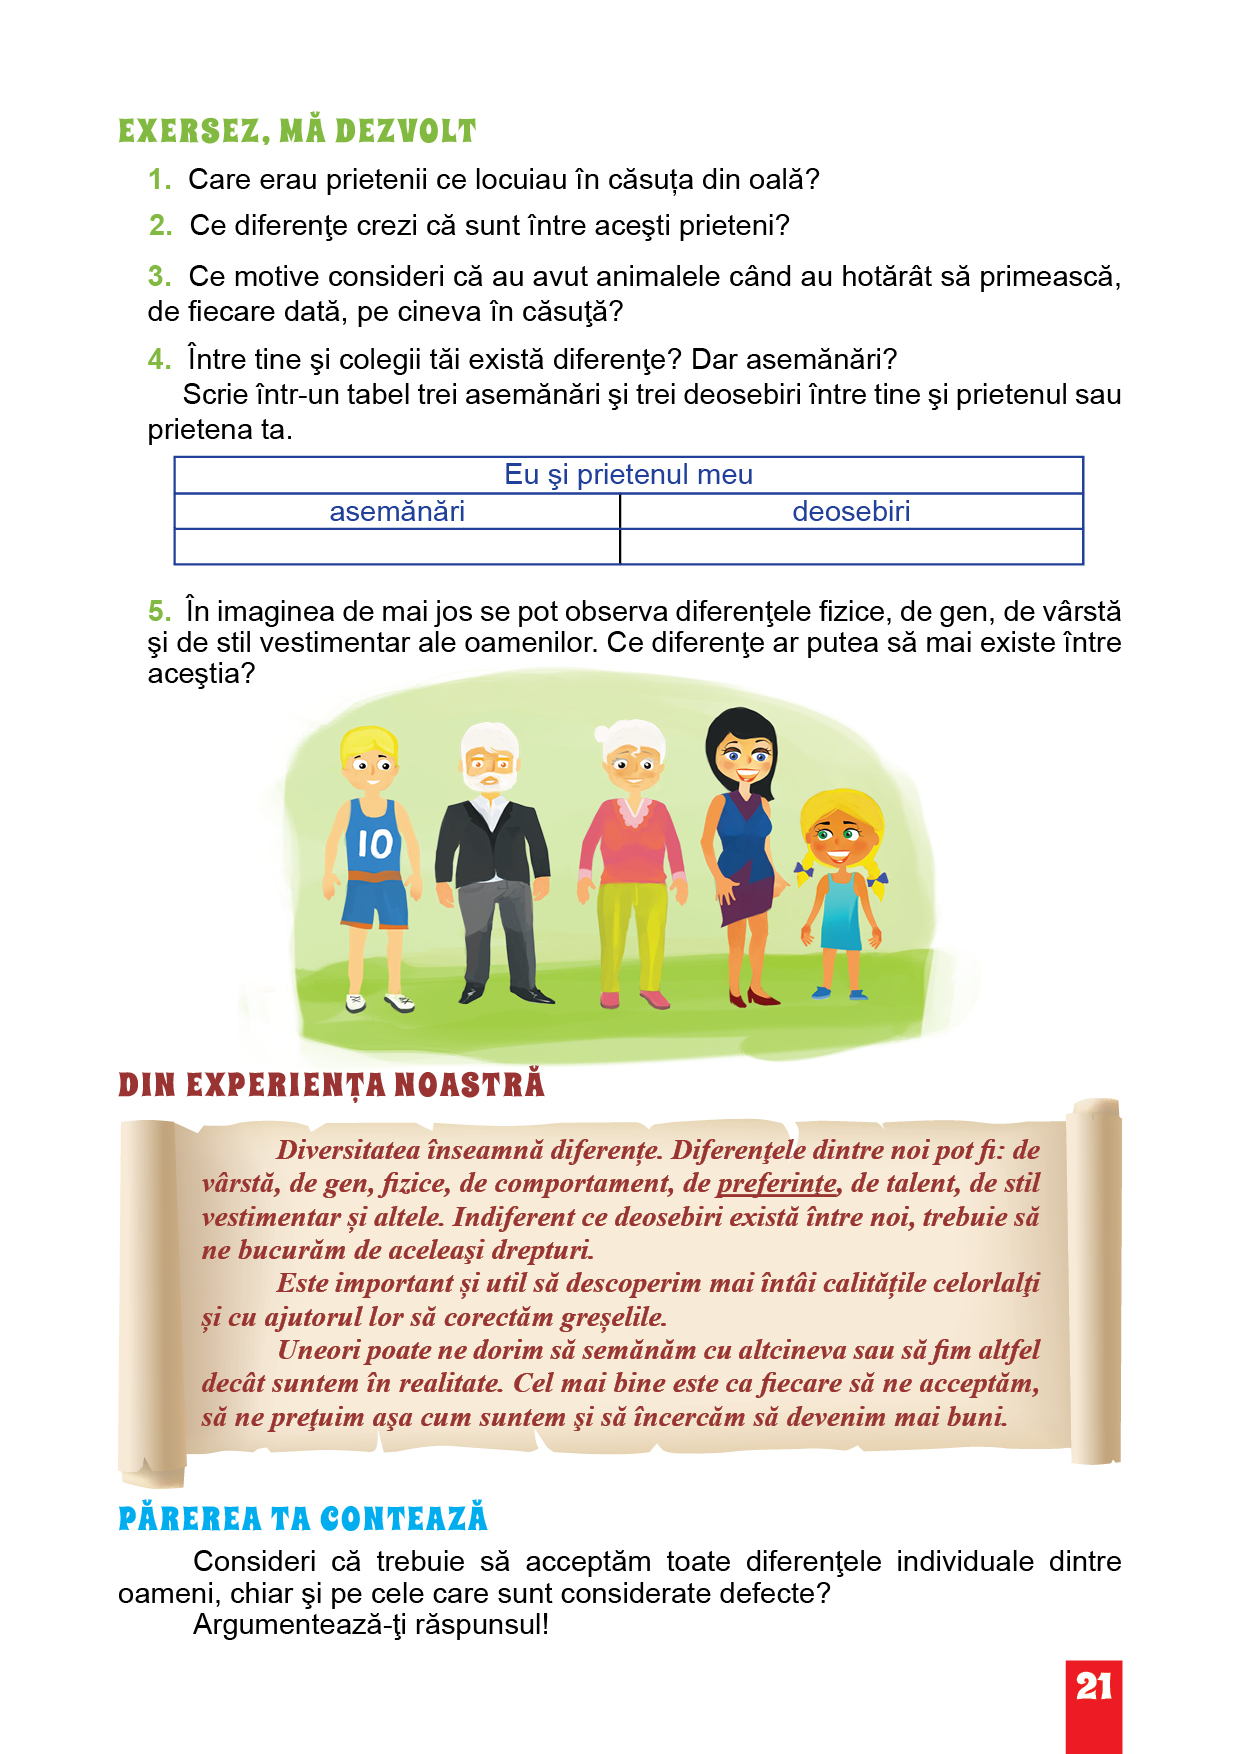 EXERSEZ, MĂ DEZVOLT
1. Care erau prietenii ce locuiau în căsuța din oală?
2. Ce diferenţe crezi că sunt între aceşti prieteni?
3. Ce motive consideri că au avut animalele când au hotărât să primească,
de fiecare dată, pe cineva în căsuţă?
4. Între tine şi colegii tăi există diferenţe? Dar asemănări?
Scrie într-un tabel trei asemănări şi trei deosebiri între tine şi prietenul sau
prietena ta.
Eu şi prietenul meu
asemănări deosebiri
5. În imaginea de mai jos se pot observa diferenţele fizice, de gen, de vârstă
şi de stil vestimentar ale oamenilor. Ce diferenţe ar putea să mai existe între
aceştia?
10
DIN EXPERIENȚA NOASTRĂ
Diversitatea înseamnă diferențe. Diferenţele dintre noi pot fi: de
vârstă, de gen, fizice, de comportament, de preferințe, de talent, de stil
vestimentar și altele. Indiferent ce deosebiri există între noi, trebuie să
ne bucurăm de aceleaşi drepturi.
Este important și util să descoperim mai întâi calitățile celorlalţi
și cu ajutorul lor să corectăm greșelile.
Uneori poate ne dorim să semănăm cu altcineva sau să fim altfel
decât suntem în realitate. Cel mai bine este ca fiecare să ne acceptăm,
să ne preţuim aşa cum suntem şi să încercăm să devenim mai buni.
PĂREREA TA CONTEAZĂ
Consideri că trebuie să acceptăm toate diferenţele individuale dintre
oameni, chiar şi pe cele care sunt considerate defecte?
Argumentează-ţi răspunsul!
21